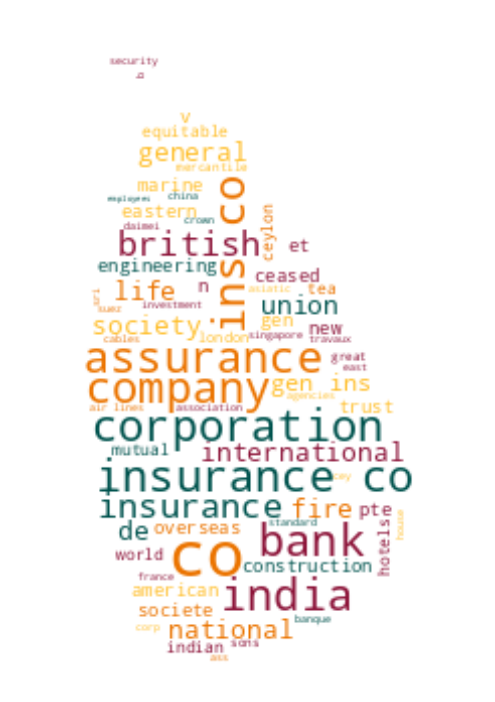 security
v
equitable
general
mercantile
marine
employees china
eastern
crown
daimei
ins co
ceylon
british et
engineering
ceased
n
life
asiatic tea
investment
suez
union
society
gen new
london singapore travaux
cables
assurance
great
east
company
gen ins
agencies
air lines association
trust
corporation
mutual international
insurance co
cey
insurance fire pte
house
standard
de overseas
bank
hotels
world co
construction
france
american india
societe
banque
corp national
indian sons
ass